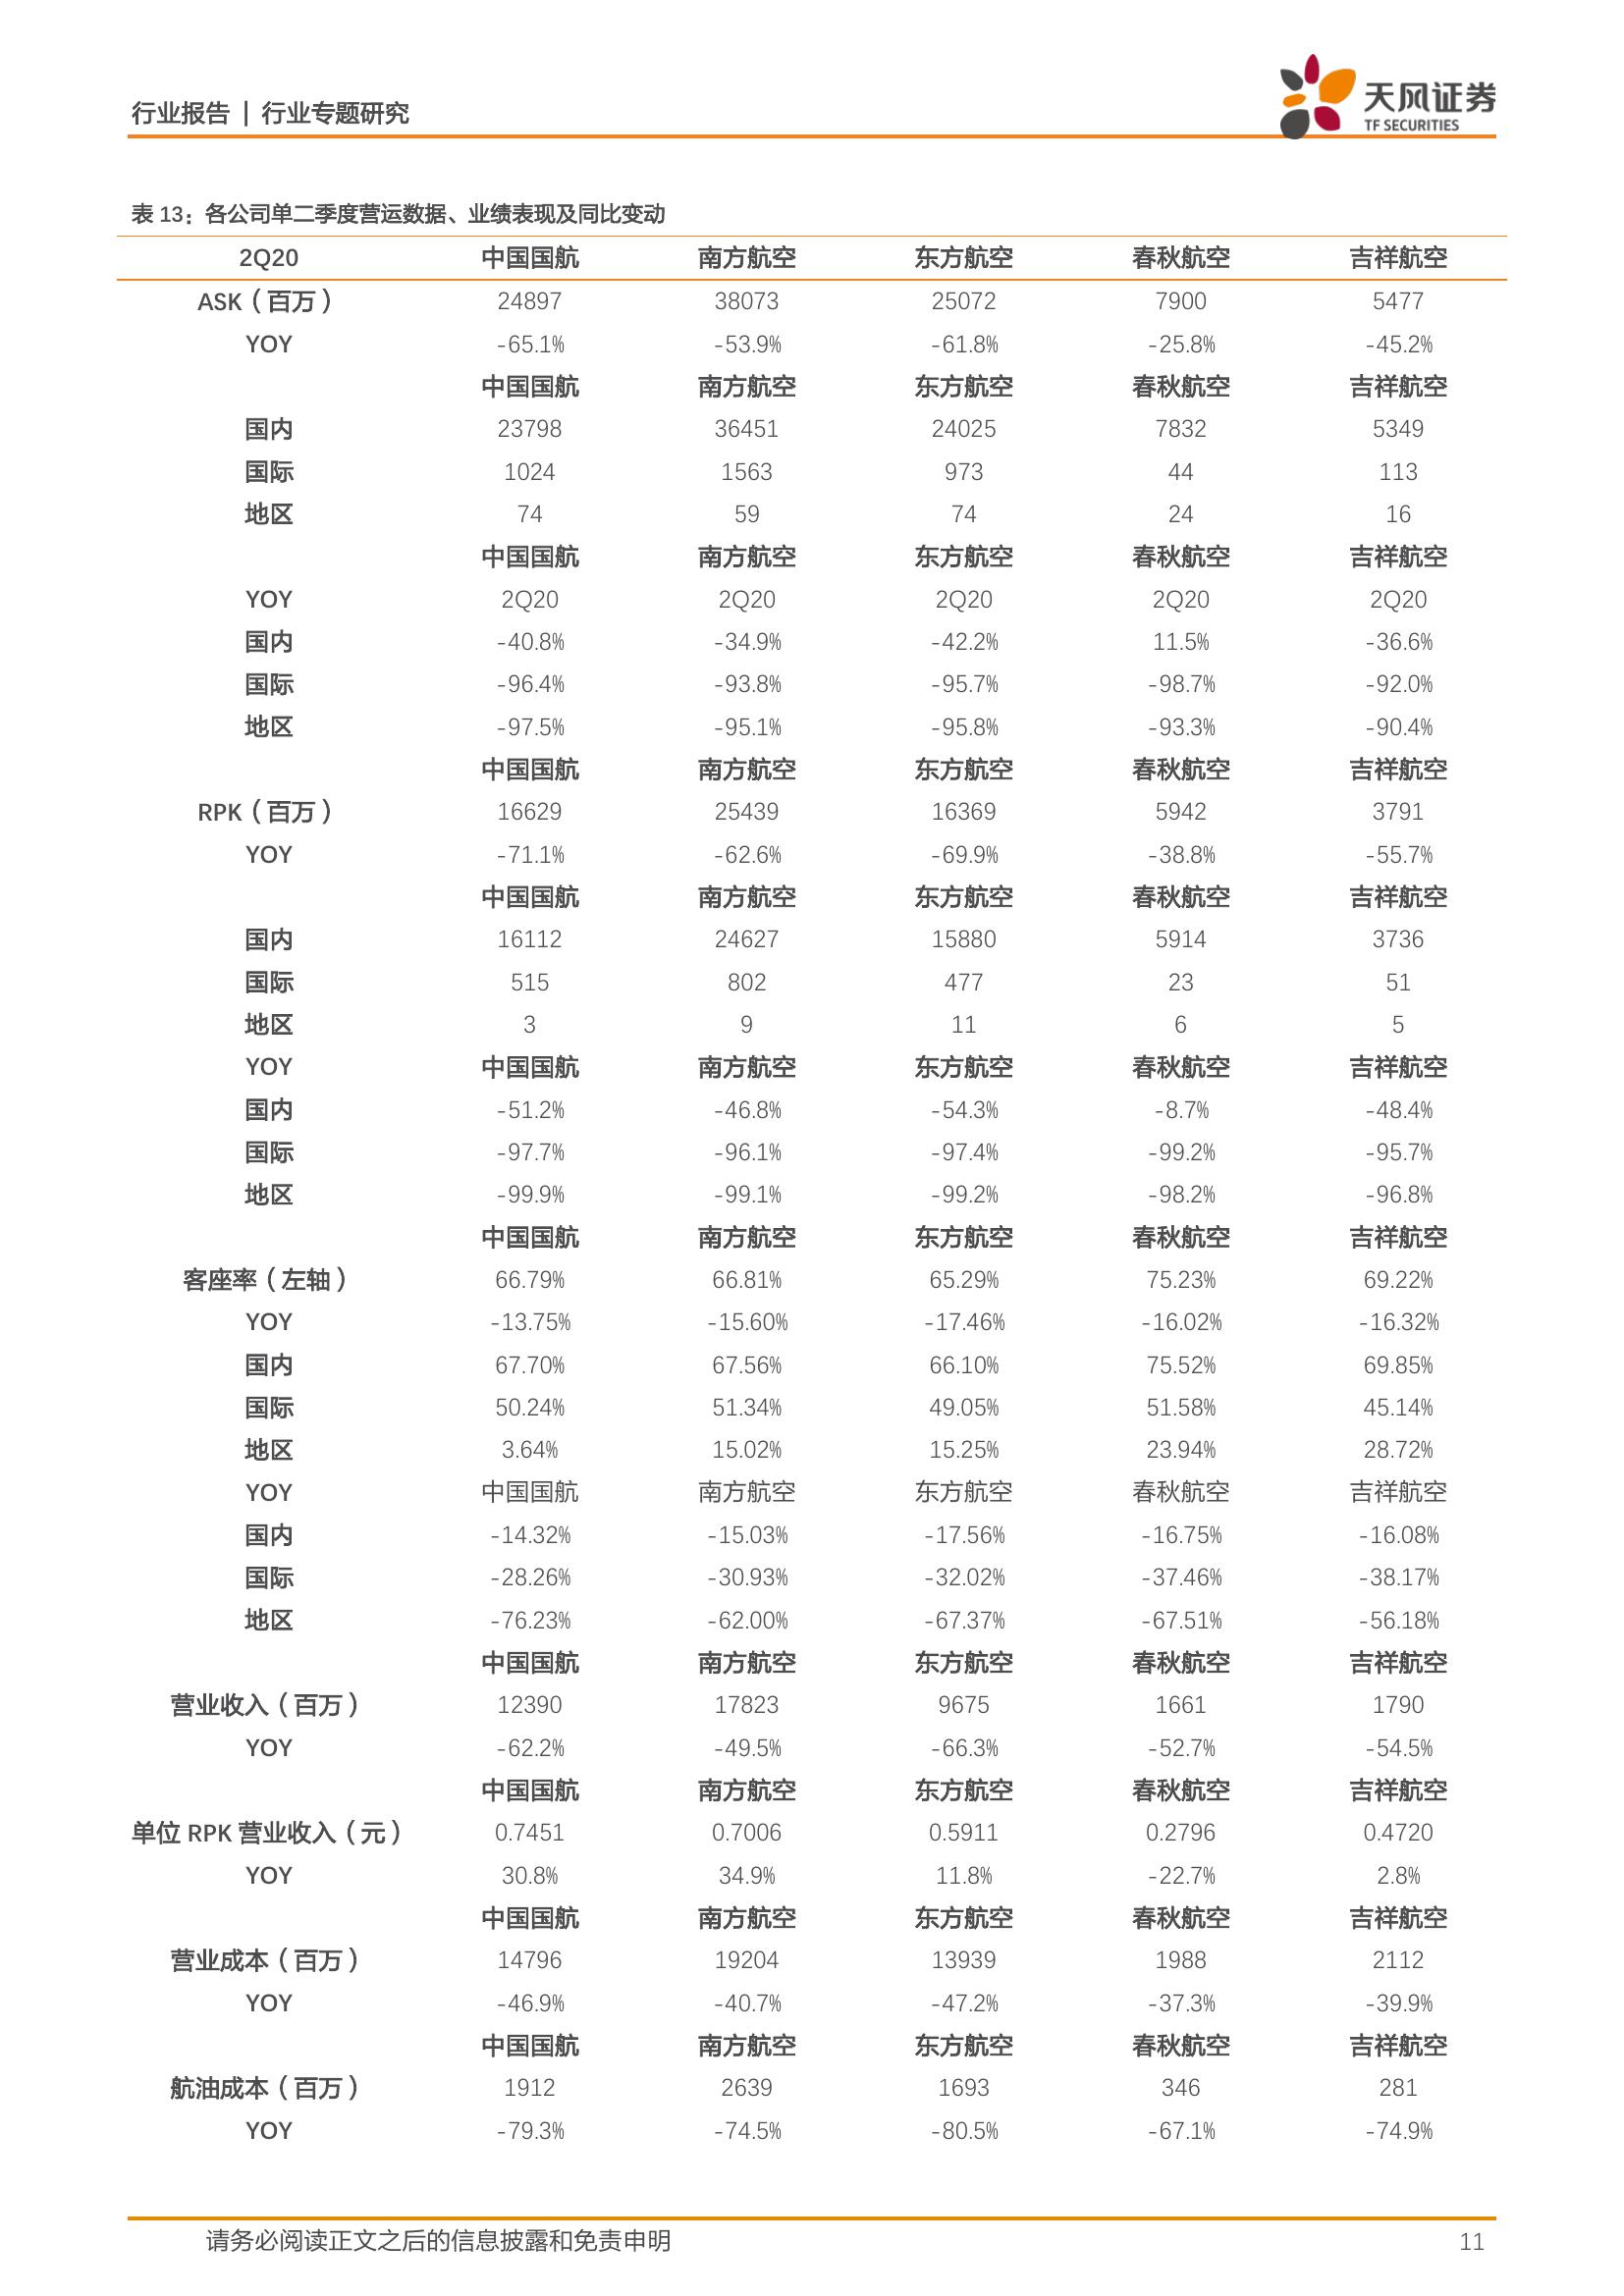 行业报告 | 行业专题研究
天风证券
TF SECURITIES
表 13：各公司单二季度营运数据、业绩表现及同比变动
2Q20 中国国航 南方航空 东方航空 春秋航空 吉祥航空
ASK（百万） 24897 38073 25072 7900 5477
YOY -65.1% -53.9% -61.8% -25.8% -45.2%
中国国航 南方航空 东方航空 春秋航空 吉祥航空
国内 23798 36451 24025 7832 5349
国际 1024 1563 973 44 113
地区 74 59 74 24 16
中国国航 南方航空 东方航空 春秋航空 吉祥航空
YOY 2Q20 2Q20 2Q20 2Q20 2Q20
国内 -40.8% -34.9% -42.2% 11.5% -36.6%
国际 -96.4% -93.8% -95.7% -98.7% -92.0%
地区 -97.5% -95.1% -95.8% -93.3% -90.4%
中国国航 南方航空 东方航空 春秋航空 吉祥航空
RPK（百万） 16629 25439 16369 5942 3791
YOY -71.1% -62.6% -69.9% -38.8% -55.7%
中国国航 南方航空 东方航空 春秋航空 吉祥航空
国内 16112 24627 15880 5914 3736
国际 515 802 477 23 51
地区 3 9 11 6 5
YOY 中国国航 南方航空 东方航空 春秋航空 吉祥航空
国内 -51.2% -46.8% -54.3% -8.7% -48.4%
国际 -97.7% -96.1% -97.4% -99.2% -95.7%
地区 -99.9% -99.1% -99.2% -98.2% -96.8%
中国国航 南方航空 东方航空 春秋航空 吉祥航空
客座率（左轴） 66.79% 66.81% 65.29% 75.23% 69.22%
YOY -13.75% -15.60% -17.46% -16.02% -16.32%
国内 67.70% 67.56% 66.10% 75.52% 69.85%
国际 50.24% 51.34% 49.05% 51.58% 45.14%
地区 3.64% 15.02% 15.25% 23.94% 28.72%
YOY 中国国航 南方航空 东方航空 春秋航空 吉祥航空
国内 -14.32% -15.03% -17.56% -16.75% -16.08%
国际 -28.26% -30.93% -32.02% -37.46% -38.17%
地区 -76.23% -62.00% -67.37% -67.51% -56.18%
中国国航 南方航空 东方航空 春秋航空 吉祥航空
营业收入（百万） 12390 17823 9675 1661 1790
YOY -62.2% -49.5% -66.3% -52.7% -54.5%
中国国航 南方航空 东方航空 春秋航空 吉祥航空
单位 RPK 营业收入（元） 0.7451 0.7006 0.5911 0.2796 0.4720
YOY 30.8% 34.9% 11.8% -22.7% 2.8%
中国国航 南方航空 东方航空 春秋航空 吉祥航空
营业成本（百万） 14796 19204 13939 1988 2112
YOY -46.9% -40.7% -47.2% -37.3% -39.9%
中国国航 南方航空 东方航空 春秋航空 吉祥航空
航油成本（百万） 1912 2639 1693 346 281
YOY -79.3% -74.5% -80.5% -67.1% -74.9%
请务必阅读正文之后的信息披露和免责申明 11